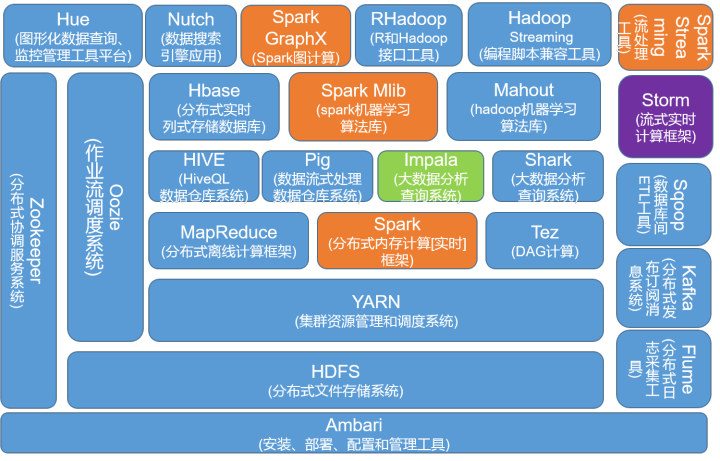 Hue
(图形化数据查询、
监控管理工具平台)
Nutch
(数据搜索
引擎应用)
Spark
GraphX
(Spark图计算)
RHadoop
(R和Hadoop
接口工具)
Hadoop
Streaming
(编程脚本兼容工具)
Spark
Strea
ming
(流处理
工具)
Zookeeper
(分布式协调服务系统)
Oozie
(作业流调度系统)
Hbase
(分布式实时
列式存储数据库)
Spark Mlib
(spark机器学习
算法库)
Mahout
(hadoop机器学习
算法库)
Storm
(流式实时
计算框架)
HIVE
(HiveQL
数据仓库系统)
Pig
(数据流式处理
数据仓库系统)
Impala
(大数据分析
查询系统)
Shark
(大数据分析
查询系统)
Sqoop
(数据库间
ETL工具)
MapReduce
(分布式离线计算框架)
Spark
(分布式内存计算[实时]
框架)
Tez
(DAG计算)
Kafka
(分布式发
布订阅消
息系统)
YARN
(集群资源管理和调度系统)
Flume
(分布式日
志采集工
具)
HDFS
(分布式文件存储系统)
Ambari
(安装、部署、配置和管理工具)